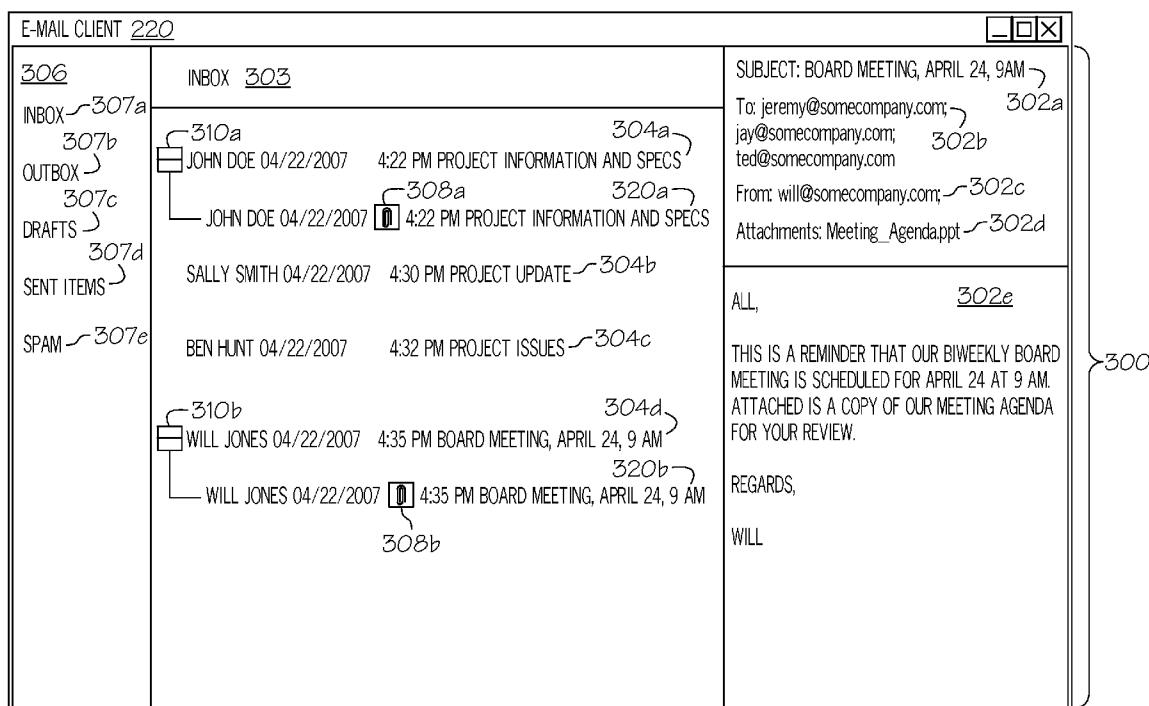 E-MAIL CLIENT 220
306
INBOX 307a
307b
OUTBOX
307c
DRAFTS
307d
SENT ITEMS
SPAM 307e
INBOX 303
310a
304a
JOHN DOE 04/22/2007 4:22 PM PROJECT INFORMATION AND SPECS
308a
320a
JOHN DOE 04/22/2007 4:22 PM PROJECT INFORMATION AND SPECS
SALLY SMITH 04/22/2007 4:30 PM PROJECT UPDATE 304b
BEN HUNT 04/22/2007 4:32 PM PROJECT ISSUES 304c
310b
304d
WILL JONES 04/22/2007 4:35 PM BOARD MEETING, APRIL 24, 9 AM
320b
WILL JONES 04/22/2007 4:35 PM BOARD MEETING, APRIL 24, 9 AM
308b
SUBJECT: BOARD MEETING, APRIL 24, 9AM
302a
To: jeremy@somecompany.com;
jay@somecompany.com; 302b
ted@somecompany.com
From: will@somecompany.com; 302c
Attachments: Meeting_Agenda.ppt 302d
302e
ALL,
THIS IS A REMINDER THAT OUR BIWEEKLY BOARD
MEETING IS SCHEDULED FOR APRIL 24 AT 9 AM.
ATTACHED IS A COPY OF OUR MEETING AGENDA
FOR YOUR REVIEW.
REGARDS,
WILL
300